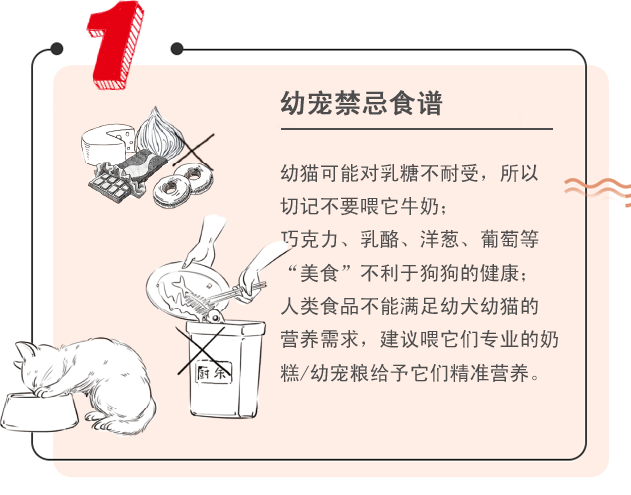 1
幼宠禁忌食谱
幼猫可能对乳糖不耐受，所以
切记不要喂它牛奶；
巧克力、乳酪、洋葱、葡萄等
“美食”不利于狗狗的健康；
人类食品不能满足幼犬幼猫的
营养需求，建议喂它们专业的奶
糕/幼宠粮给予它们精准营养。